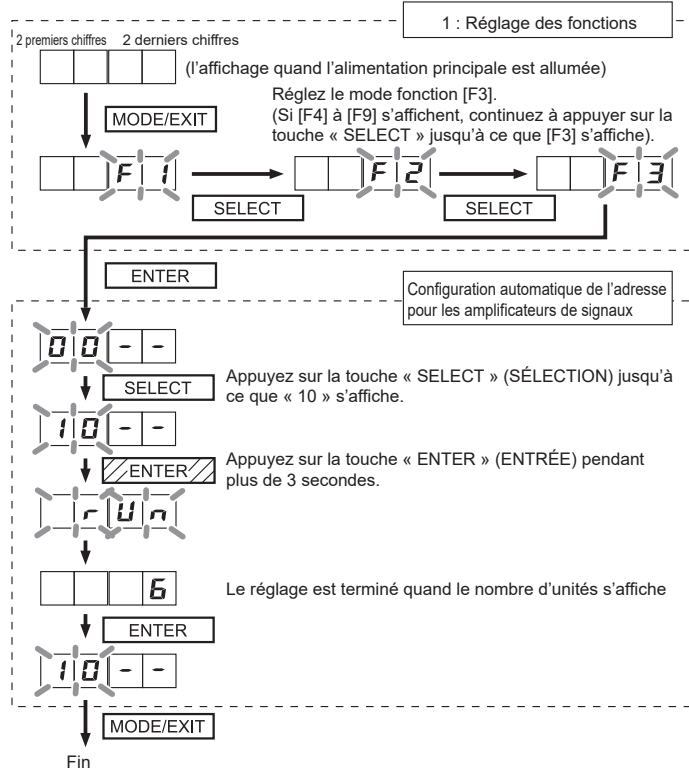 1 : Réglage des fonctions
2 premiers chiffres 2 derniers chiffres
(l'affichage quand l'alimentation principale est allumée)
MODE/EXIT
Réglez le mode fonction [F3].
(Si [F4] à [F9] s'affichent, continuez à appuyer sur la
touche « SELECT » jusqu'à ce que [F3] s'affiche).
F 1
F 2
F 3
SELECT
SELECT
ENTER
Configuration automatique de l'adresse
pour les amplificateurs de signaux
0 0 - -
SELECT
Appuyez sur la touche « SELECT » (SÉLECTION) jusqu'à
ce que « 10 » s'affiche.
1 0 - -
ENTER
Appuyez sur la touche « ENTER » (ENTRÉE) pendant
plus de 3 secondes.
r U n
6
Le réglage est terminé quand le nombre d'unités s'affiche
ENTER
1 0 - -
MODE/EXIT
Fin